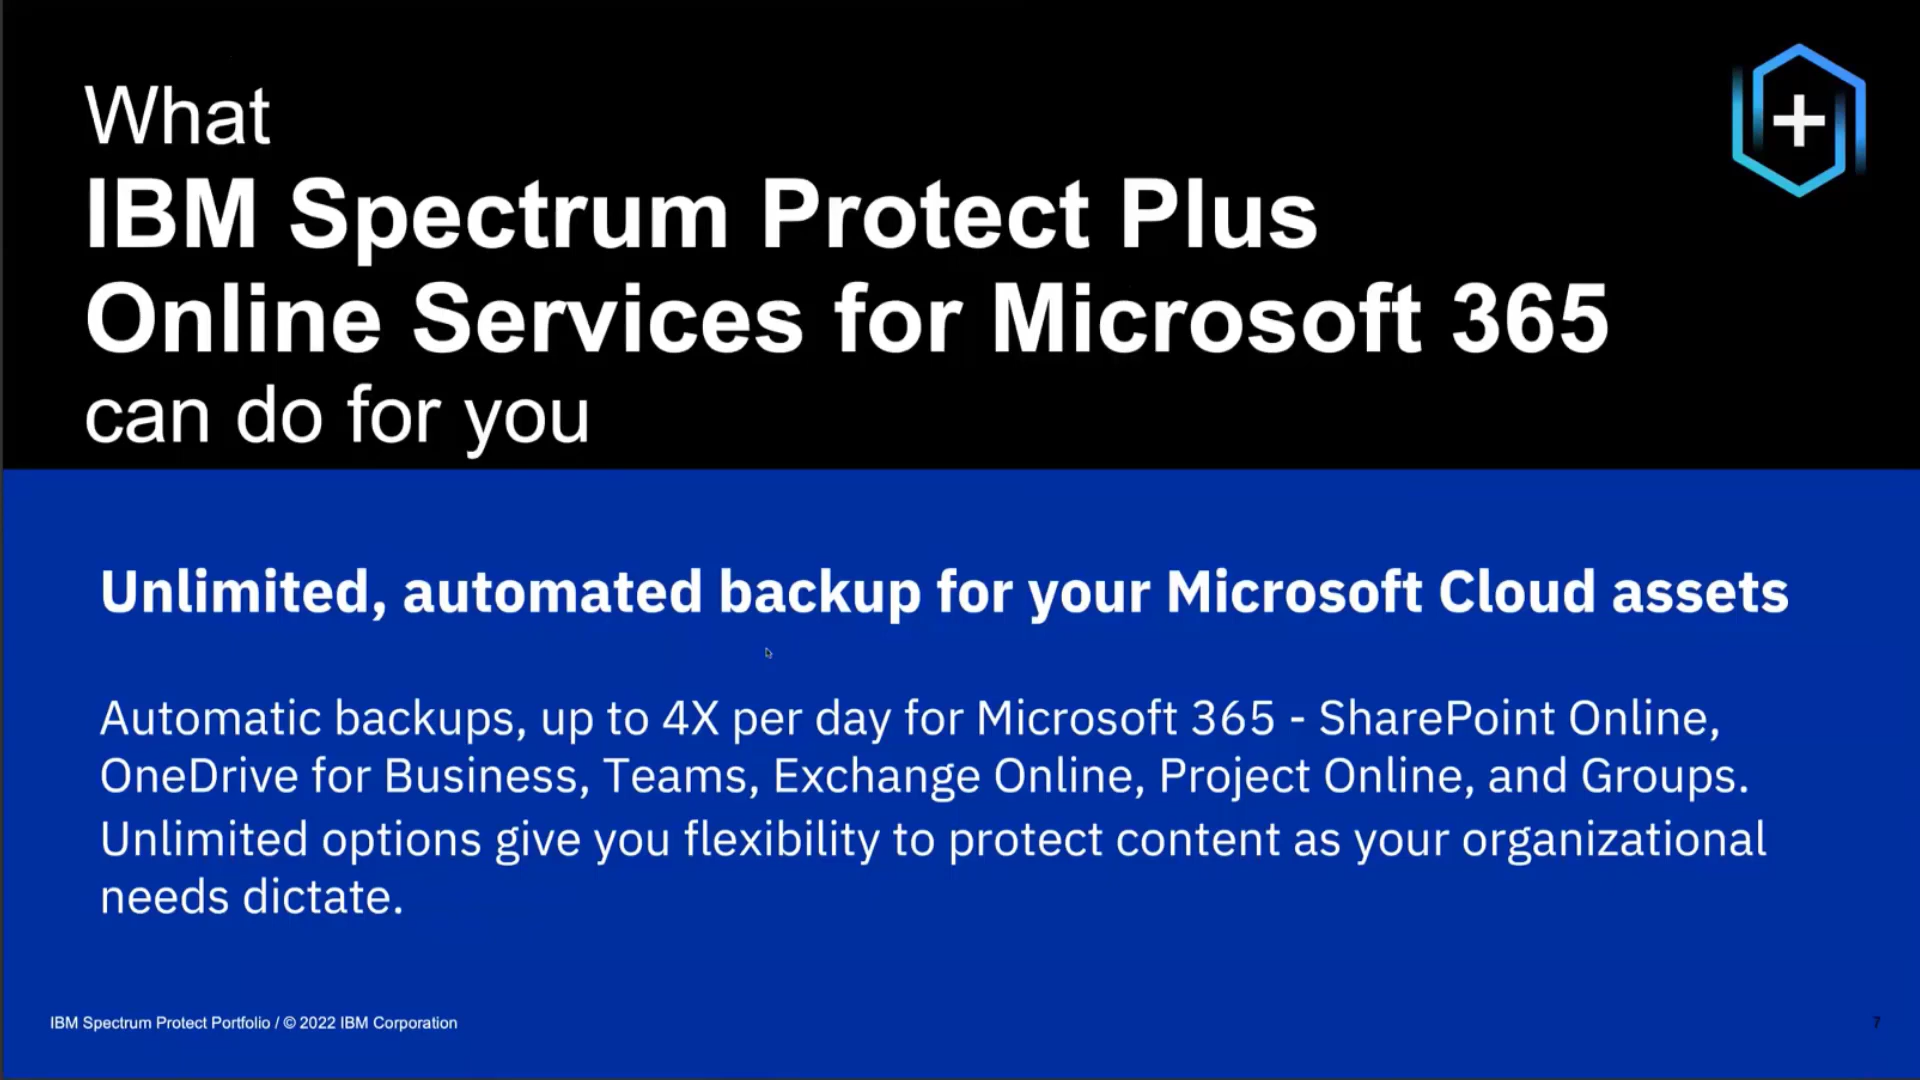 What
IBM Spectrum Protect Plus
Online Services for Microsoft 365
can do for you
Unlimited, automated backup for your Microsoft Cloud assets
Automatic backups, up to 4X per day for Microsoft 365 - SharePoint Online,
OneDrive for Business, Teams, Exchange Online, Project Online, and Groups.
Unlimited options give you flexibility to protect content as your organizational
needs dictate.
IBM Spectrum Protect Portfolio / © 2022 IBM Corporation
7